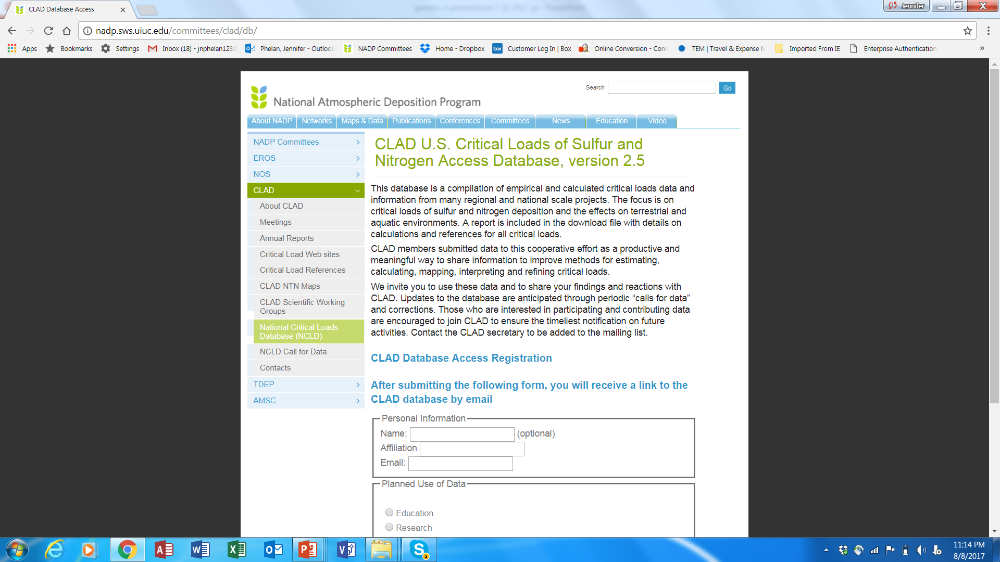 CLAD Database Access
Jennifer
nadp.sws.uiuc.edu/committees/clad/db/
Apps Bookmarks Settings Inbox (18) - jnphelan123 Phelan, Jennifer - Outlook NADP Committees Home - Dropbox Customer Log In | Box Online Conversion - Conv TEM | Travel & Expense M Imported From IE Enterprise Authentication »
Search Go
National Atmospheric Deposition Program
About NADP Networks Maps & Data Publications Conferences Committees News Education Video
NADP Committees
EROS
NOS
CLAD
About CLAD
Meetings
Annual Reports
Critical Load Web sites
Critical Load References
CLAD NTN Maps
CLAD Scientific Working
Groups
National Critical Loads
Database (NCLD)
NCLD Call for Data
Contacts
TDEP
AMSC
CLAD U.S. Critical Loads of Sulfur and
Nitrogen Access Database, version 2.5
This database is a compilation of empirical and calculated critical loads data and
information from many regional and national scale projects. The focus is on
critical loads of sulfur and nitrogen deposition and the effects on terrestrial and
aquatic environments. A report is included in the download file with details on
calculations and references for all critical loads.
CLAD members submitted data to this cooperative effort as a productive and
meaningful way to share information to improve methods for estimating,
calculating, mapping, interpreting and refining critical loads.
We invite you to use these data and to share your findings and reactions with
CLAD. Updates to the database are anticipated through periodic “calls for data”
and corrections. Those who are interested in participating and contributing data
are encouraged to join CLAD to ensure the timeliest notification on future
activities. Contact the CLAD secretary to be added to the mailing list.
CLAD Database Access Registration
After submitting the following form, you will receive a link to the
CLAD database by email
Personal Information
Name: (optional)
Affiliation
Email:
Planned Use of Data
Education
Research
11:14 PM
8/8/2017